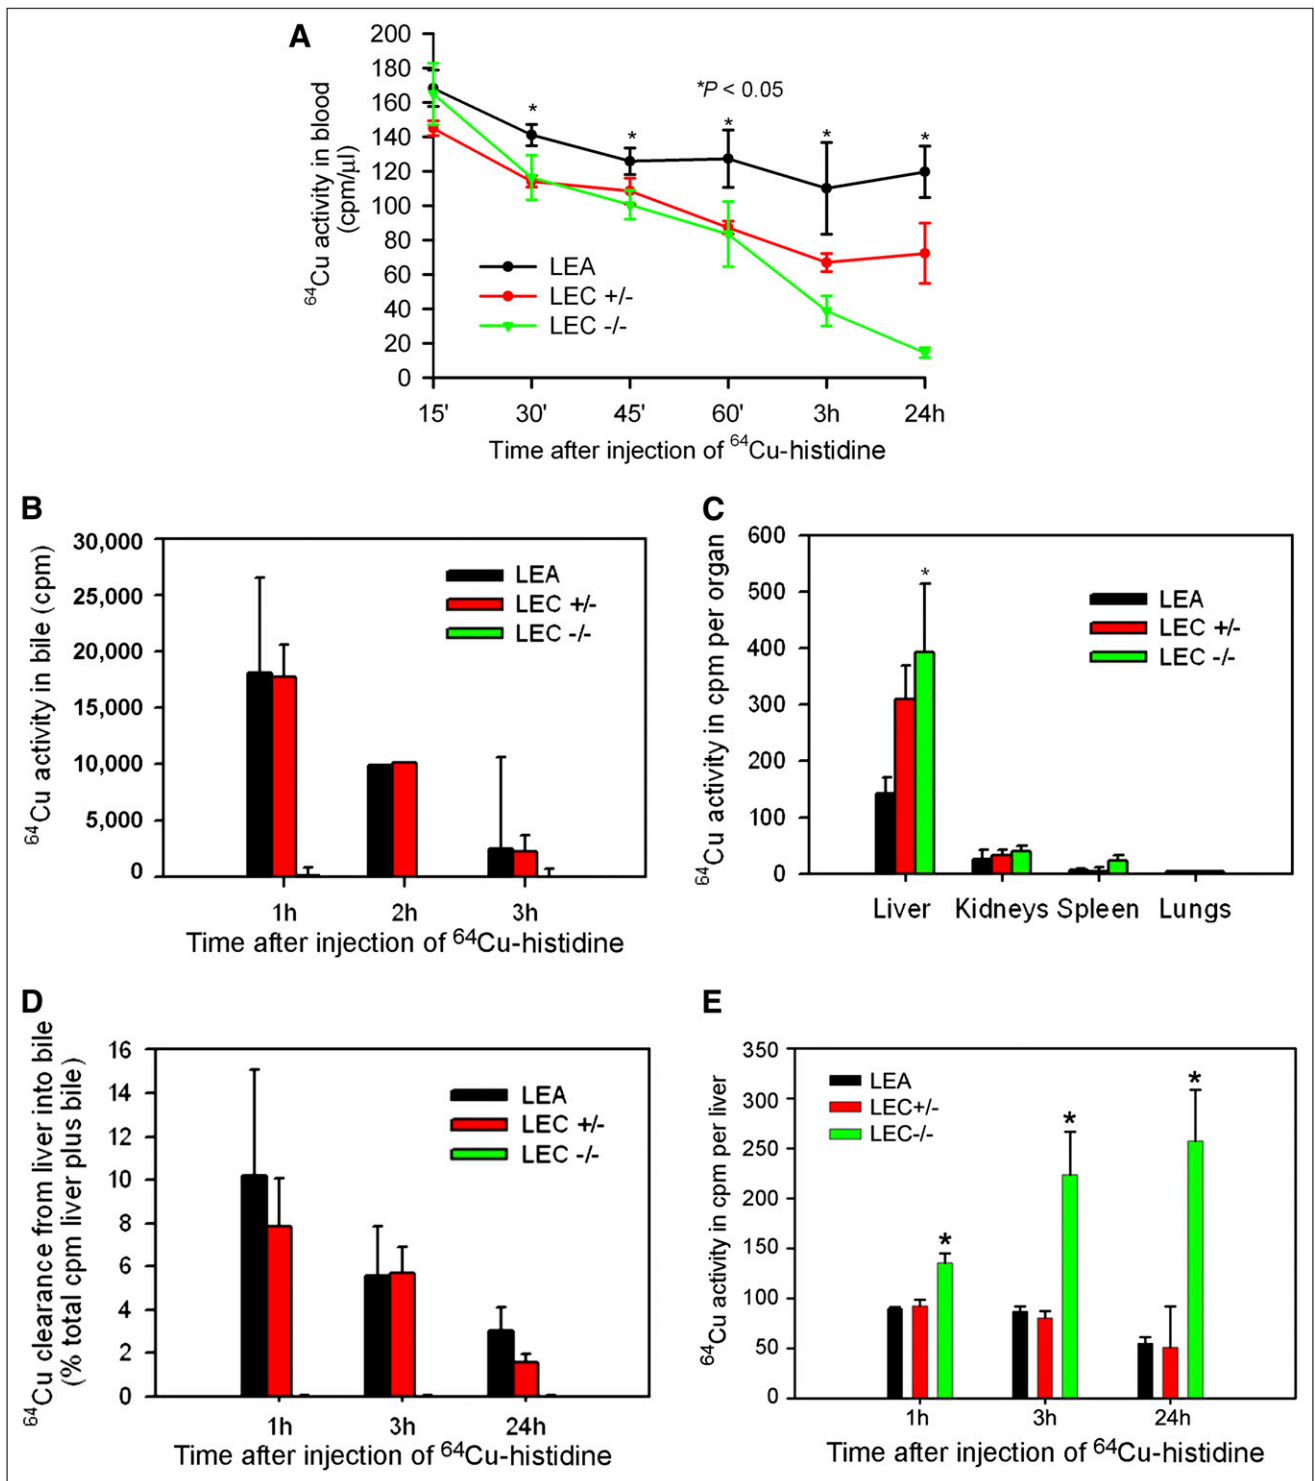 A
200
180
160
140
120
100
80
60
40
20
0
⁶⁴Cu activity in blood
(cpm/µl)
*P < 0.05
* * * * *
LEA
LEC +/-
LEC -/-
15' 30' 45' 60' 3h 24h
Time after injection of ⁶⁴Cu-histidine
B
30,000
25,000
20,000
15,000
10,000
5,000
0
⁶⁴Cu activity in bile (cpm)
LEA
LEC +/-
LEC -/-
1h 2h 3h
Time after injection of ⁶⁴Cu-histidine
C
600
500
400
300
200
100
0
⁶⁴Cu activity in cpm per organ
*
LEA
LEC +/-
LEC -/-
Liver Kidneys Spleen Lungs
D
16
14
12
10
8
6
4
2
0
⁶⁴Cu clearance from liver into bile
(% total cpm liver plus bile)
LEA
LEC +/-
LEC -/-
1h 3h 24h
Time after injection of ⁶⁴Cu-histidine
E
350
300
250
200
150
100
50
0
⁶⁴Cu activity in cpm per liver
LEA
LEC+/-
LEC-/-
* * *
1h 3h 24h
Time after injection of ⁶⁴Cu-histidine